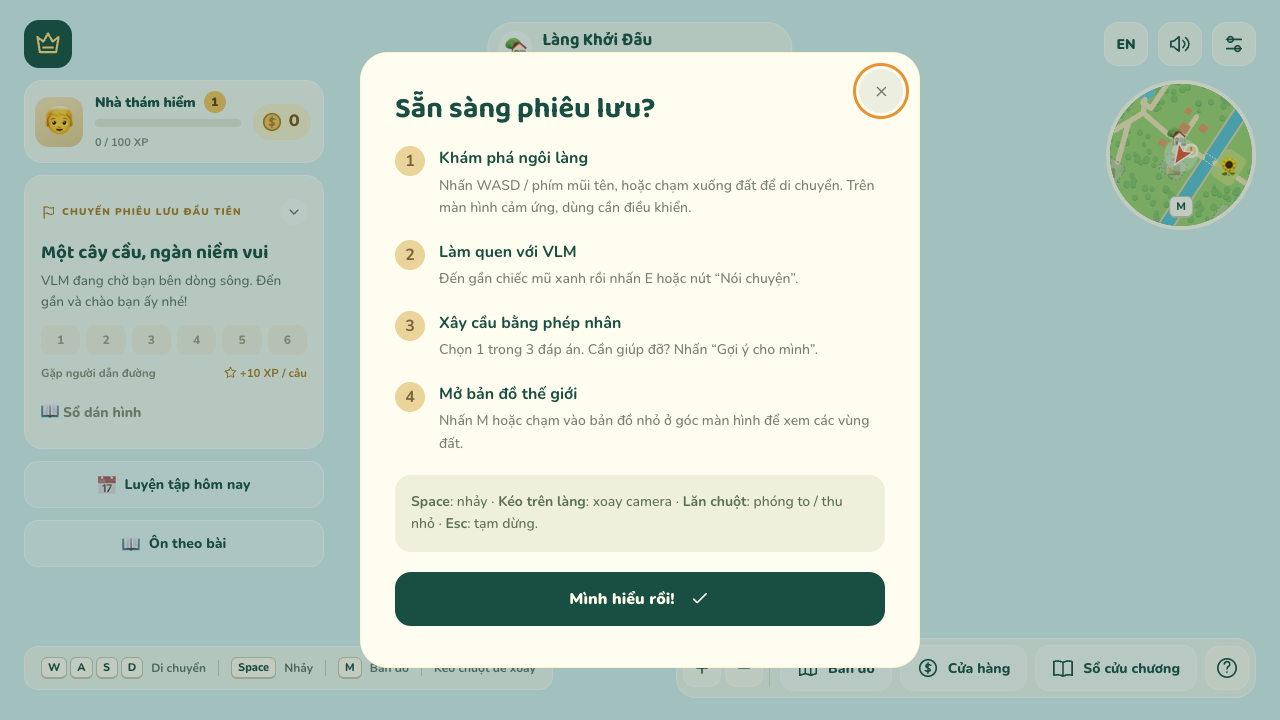 Làng Khởi Đầu
EN
Nhà thám hiểm 1
0 / 100 XP
0
CHUYẾN PHIÊU LƯU ĐẦU TIÊN
Một cây cầu, ngàn niềm vui
VLM đang chờ bạn bên dòng sông. Đến
gần và chào bạn ấy nhé!
1 2 3 4 5 6
Gặp người dẫn đường
+10 XP / câu
Sổ dán hình
Luyện tập hôm nay
Ôn theo bài
Sẵn sàng phiêu lưu?
1
Khám phá ngôi làng
Nhấn WASD / phím mũi tên, hoặc chạm xuống đất để di chuyển. Trên
màn hình cảm ứng, dùng cần điều khiển.
2
Làm quen với VLM
Đến gần chiếc mũ xanh rồi nhấn E hoặc nút “Nói chuyện”.
3
Xây cầu bằng phép nhân
Chọn 1 trong 3 đáp án. Cần giúp đỡ? Nhấn “Gợi ý cho mình”.
4
Mở bản đồ thế giới
Nhấn M hoặc chạm vào bản đồ nhỏ ở góc màn hình để xem các vùng
đất.
Space: nhảy · Kéo trên làng: xoay camera · Lăn chuột: phóng to / thu
nhỏ · Esc: tạm dừng.
Mình hiểu rồi!
M
W A S D Di chuyển Space Nhảy M Bản đồ Kéo chuột để xoay
Bản đồ
Cửa hàng
Sổ cửu chương